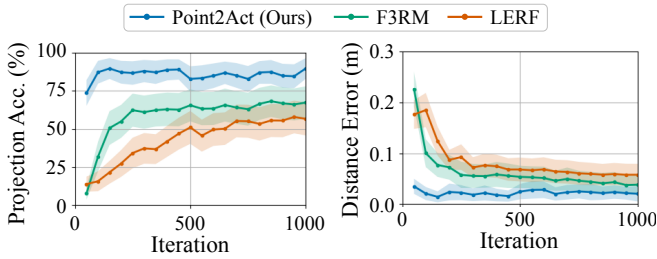 Point2Act (Ours) F3RM LERF
Projection Acc. (%)
100
75
50
25
0
0 500 1000
Iteration
Distance Error (m)
0.3
0.2
0.1
0.0
0 500 1000
Iteration